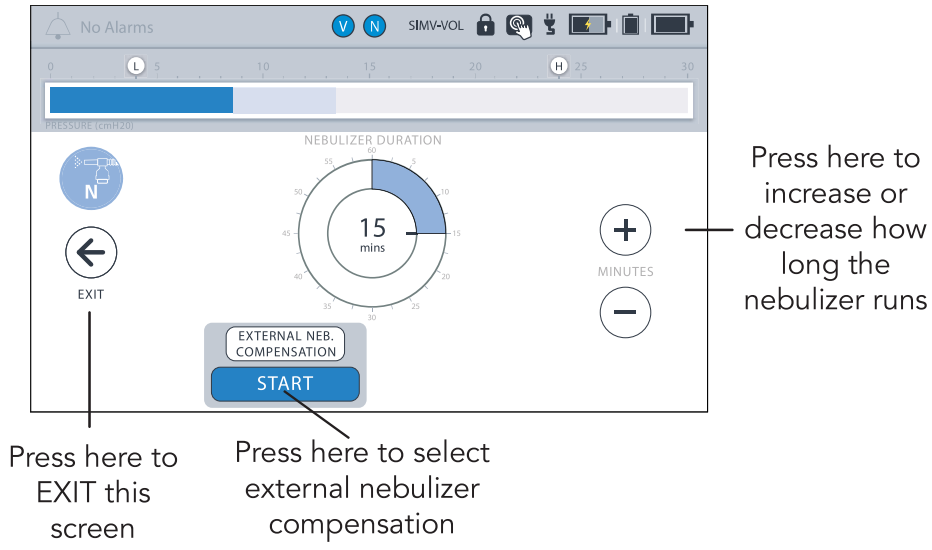 No Alarms
V N SIMV-VOL
0 L 5 10 15 20 H 25 30
PRESSURE (cmH20)
NEBULIZER DURATION
60
55 5
50 10
45 15
40 20
35 25
30
15
mins
N
EXIT
MINUTES
EXTERNAL NEB.
COMPENSATION
START
Press here to
increase or
decrease how
long the
nebulizer runs
Press here to
EXIT this
screen
Press here to select
external nebulizer
compensation